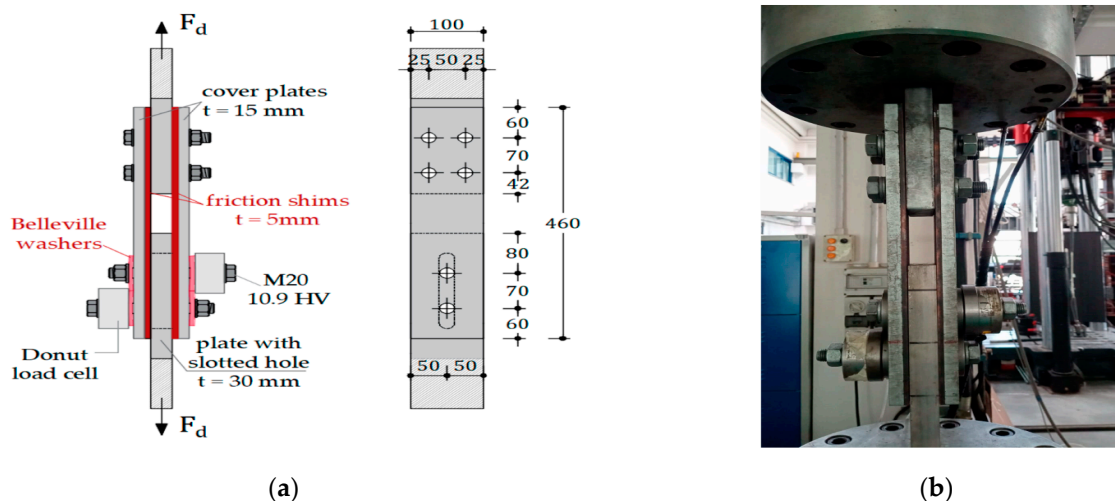 F_d
100
25 50 25
cover plates
t = 15 mm
60
70
42
friction shims
t = 5mm
Belleville
washers
460
80
70
60
M20
10.9 HV
Donut
load cell
plate with
slotted hole
t = 30 mm
50 50
F_d
(a)
(b)